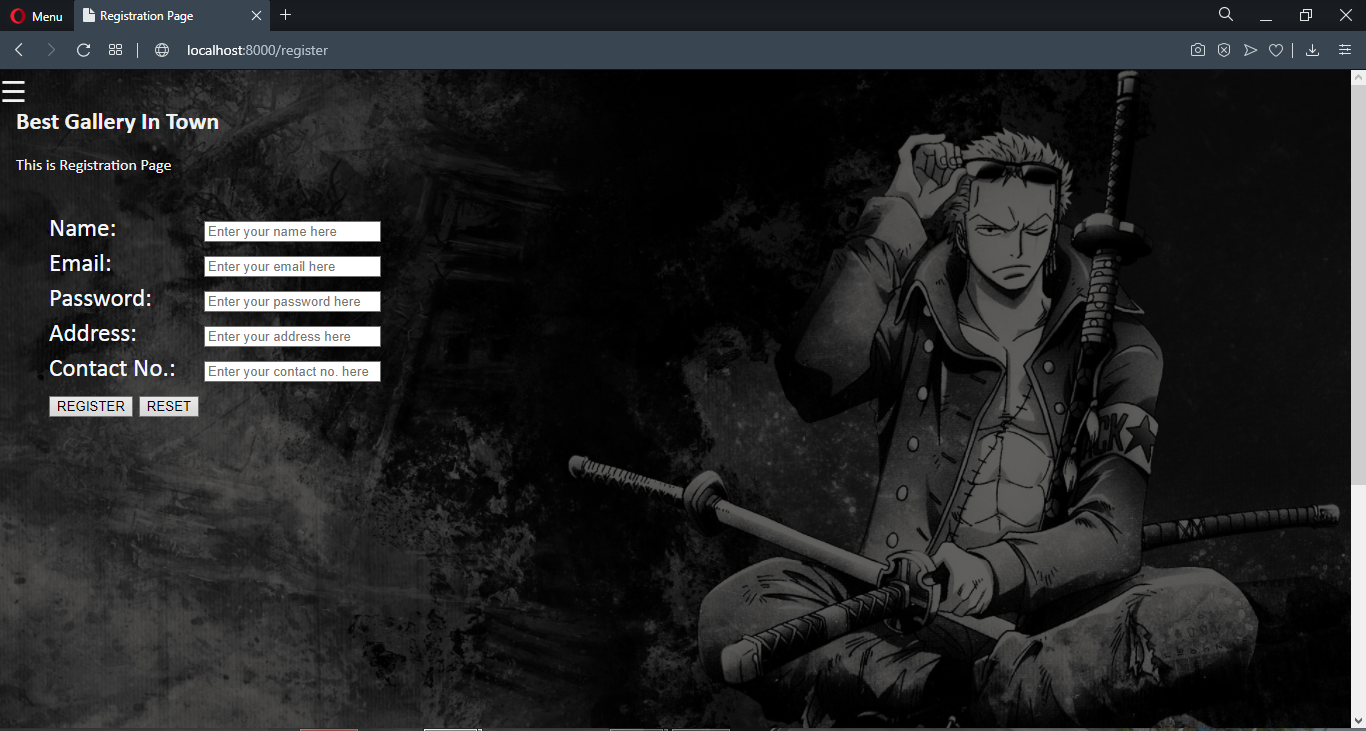 Menu
Registration Page
localhost:8000/register
Best Gallery In Town
This is Registration Page
Name: Enter your name here
Email: Enter your email here
Password: Enter your password here
Address: Enter your address here
Contact No.: Enter your contact no. here
REGISTER RESET
CK